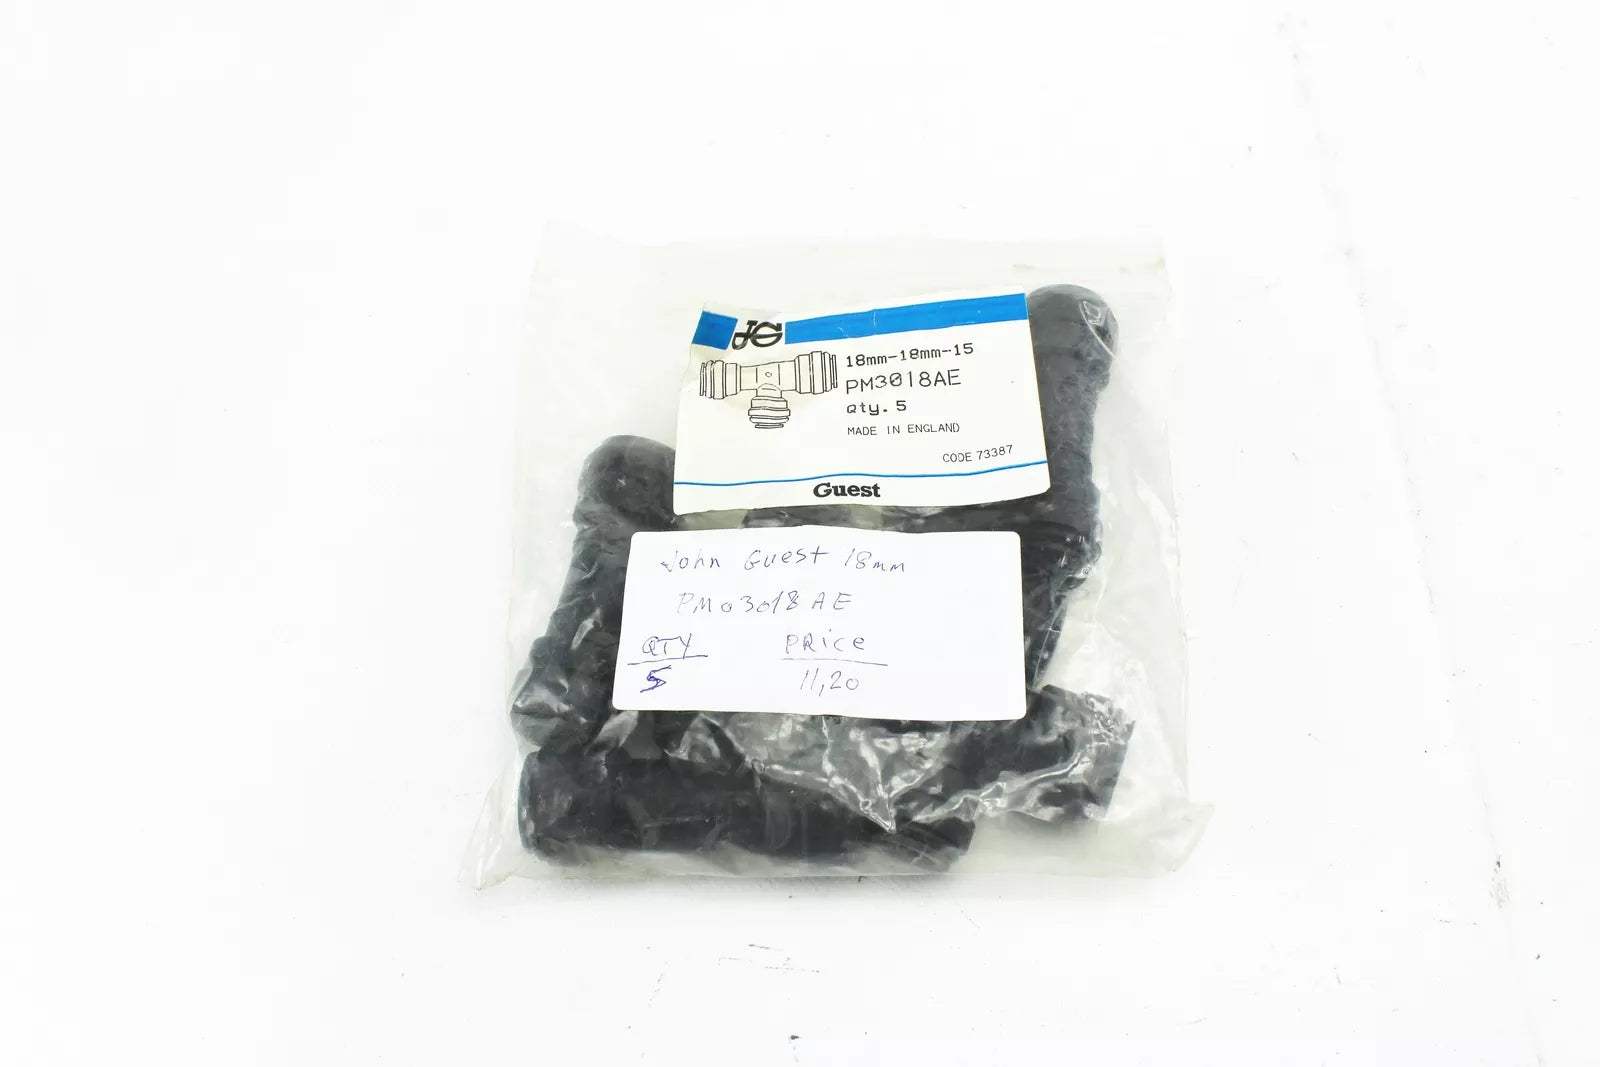 JG
18mm-18mm-15
PM3018AE
Qty. 5
MADE IN ENGLAND
CODE 73387
Guest
John Guest 18mm
PM03018AE
QTY PRICE
5 11,20